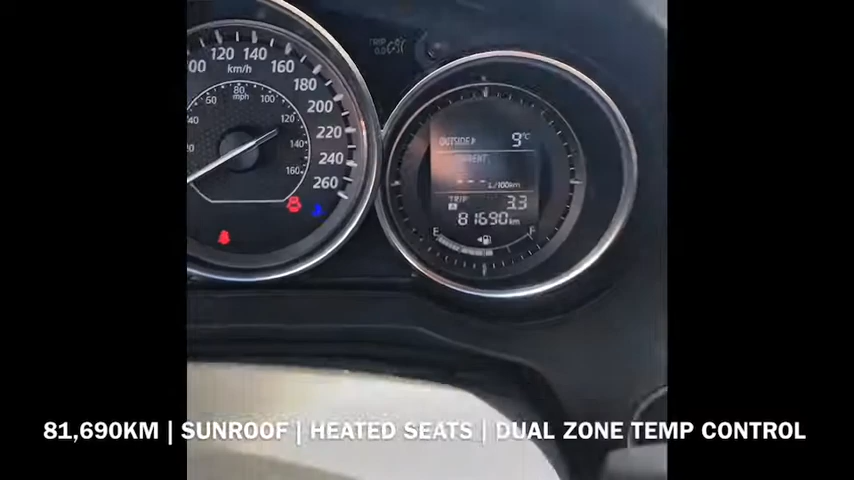 120 140
160
180
200
220
240
260
km/h
mph
60
80
100
120
140
160
OUTSIDE 9°C
CURRENT
---- L/100km
TRIP A 3.3
81690km
E F
81,690KM | SUNROOF | HEATED SEATS | DUAL ZONE TEMP CONTROL